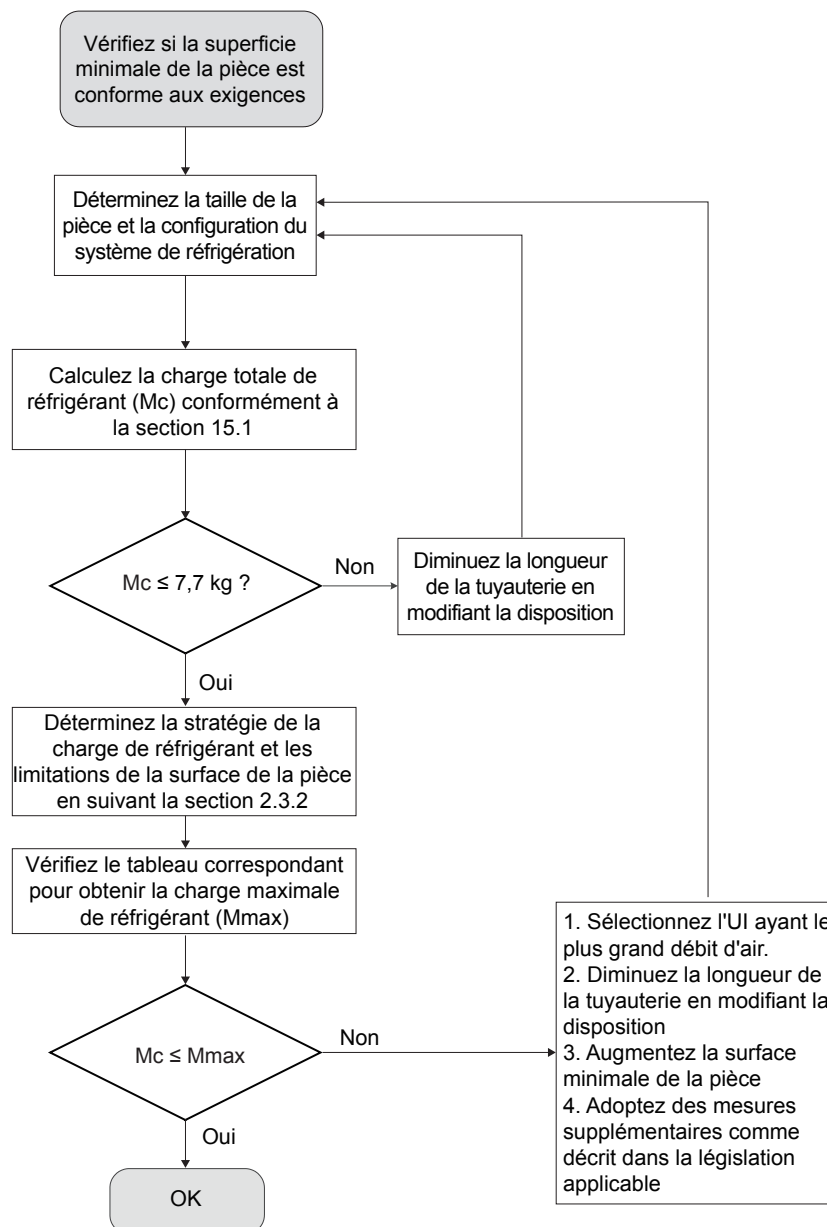 Vérifiez si la superficie
minimale de la pièce est
conforme aux exigences
Déterminez la taille de la
pièce et la configuration du
système de réfrigération
Calculez la charge totale de
réfrigérant (Mc) conformément à
la section 15.1
Mc ≤ 7,7 kg ?
Non
Diminuez la longueur
de la tuyauterie en
modifiant la disposition
Oui
Déterminez la stratégie de la
charge de réfrigérant et les
limitations de la surface de la pièce
en suivant la section 2.3.2
Vérifiez le tableau correspondant
pour obtenir la charge maximale
de réfrigérant (Mmax)
Mc ≤ Mmax
Non
1. Sélectionnez l'UI ayant le
plus grand débit d'air.
2. Diminuez la longueur de
la tuyauterie en modifiant la
disposition
3. Augmentez la surface
minimale de la pièce
4. Adoptez des mesures
supplémentaires comme
décrit dans la législation
applicable
Oui
OK